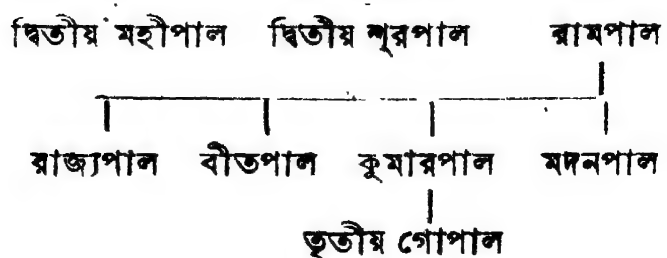 দ্বিতীয় মহীপাল দ্বিতীয় শূরপাল রামপাল
রাজ্যপাল বীতপাল কুমারপাল মদনপাল
তৃতীয় গোপাল